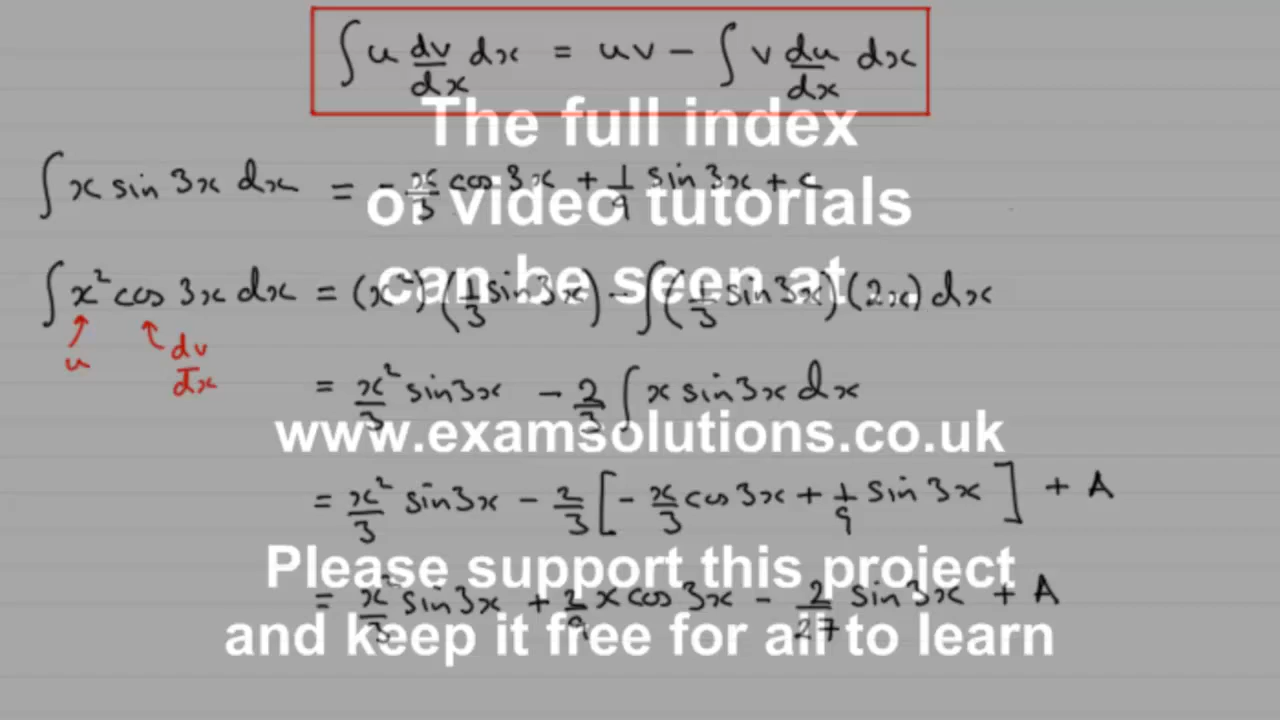 ∫ u dv/dx dx = uv − ∫ v du/dx dx
The full index
∫ x sin 3x dx = − x/3 cos 3x + 1/9 sin 3x + c
of video tutorials
can be seen at...
∫ x² cos 3x dx = (x²)(1/3 sin 3x) − ∫ (1/3 sin 3x)(2x) dx
u dv/dx
= x²/3 sin 3x − 2/3 ∫ x sin 3x dx
www.examsolutions.co.uk
= x²/3 sin 3x − 2/3 [ − x/3 cos 3x + 1/9 sin 3x ] + A
Please support this project
= x²/3 sin 3x + 2/9 x cos 3x − 2/27 sin 3x + A
and keep it free for all to learn